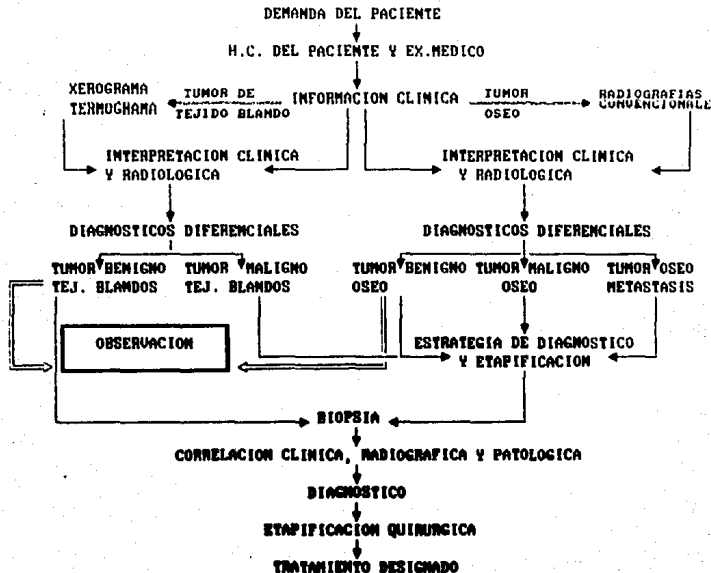 DEMANDA DEL PACIENTE
H.C. DEL PACIENTE Y EX.MEDICO
XEROGRAMA
TERMOGRAMA
TUMOR DE
TEJIDO BLANDO
INFORMACION CLINICA
TUMOR
OSEO
RADIOGRAFIAS
CONVENCIONALE
INTERPRETACION CLINICA
Y RADIOLOGICA
INTERPRETACION CLINICA
Y RADIOLOGICA
DIAGNOSTICOS DIFERENCIALES
DIAGNOSTICOS DIFERENCIALES
TUMOR BENIGNO
TEJ. BLANDOS
TUMOR MALIGNO
TEJ. BLANDOS
TUMOR BENIGNO
OSEO
TUMOR MALIGNO
OSEO
TUMOR OSEO
METASTASIS
OBSERVACION
ESTRATEGIA DE DIAGNOSTICO
Y ETAPIFICACION
BIOPSIA
CORRELACION CLINICA, RADIOGRAFICA Y PATOLOGICA
DIAGNOSTICO
ETAPIFICACION QUIRURGICA
TRATAMIENTO DESIGNADO